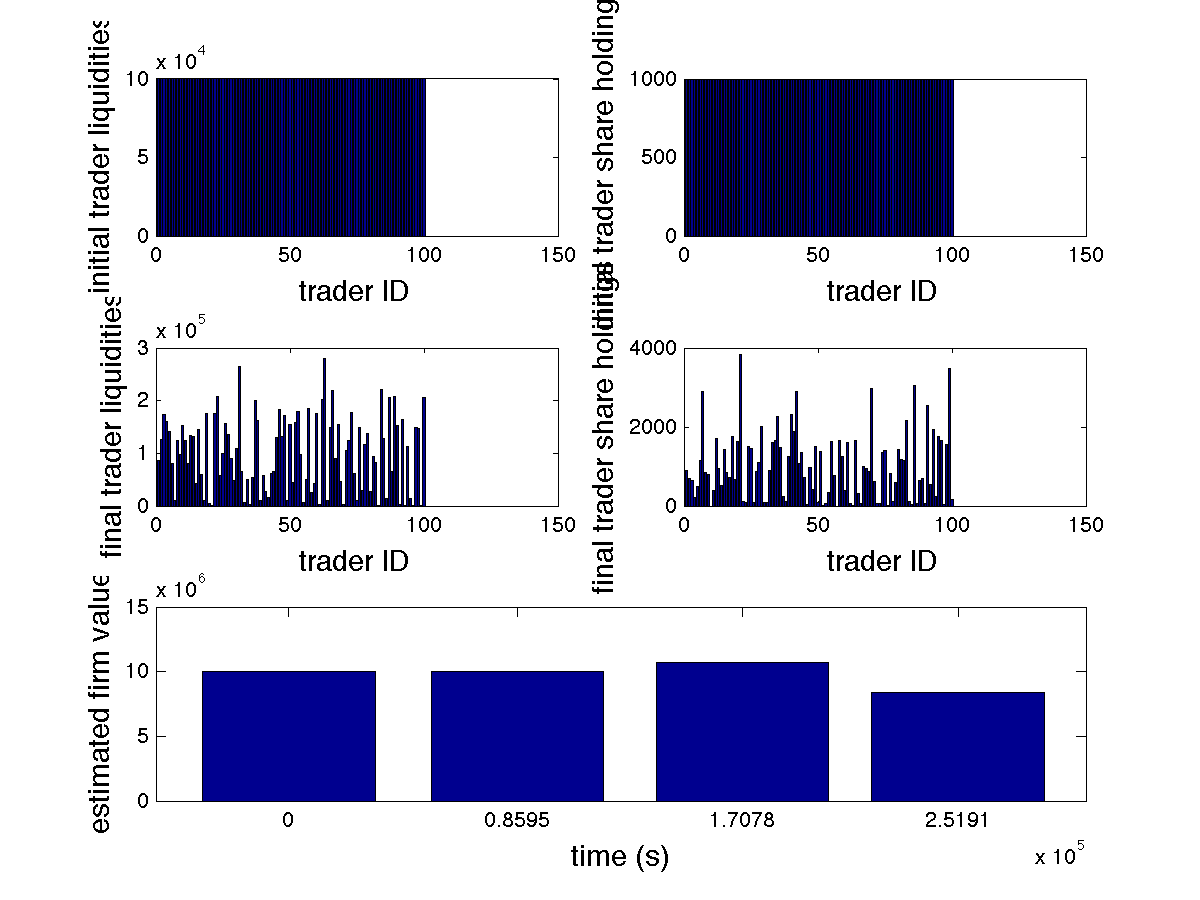 initial trader liquidities
x 10^4
10
5
0
0 50 100 150
trader ID
initial trader share holdings
1000
500
0
0 50 100 150
trader ID
final trader liquidities
x 10^5
3
2
1
0
0 50 100 150
trader ID
final trader share holdings
4000
2000
0
0 50 100 150
trader ID
estimated firm value
x 10^6
15
10
5
0
0 0.8595 1.7078 2.5191
x 10^5
time (s)